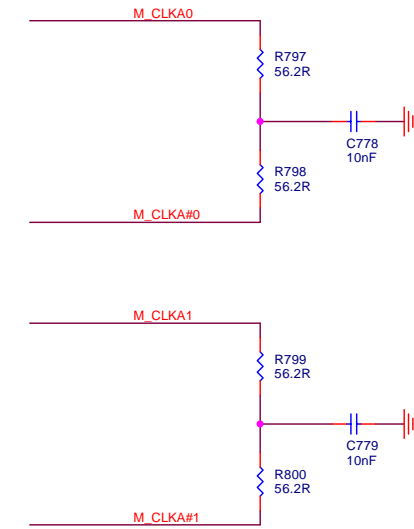 M_CLKA0
R797
56.2R
C778
10nF
R798
56.2R
M_CLKA#0
M_CLKA1
R799
56.2R
C779
10nF
R800
56.2R
M_CLKA#1